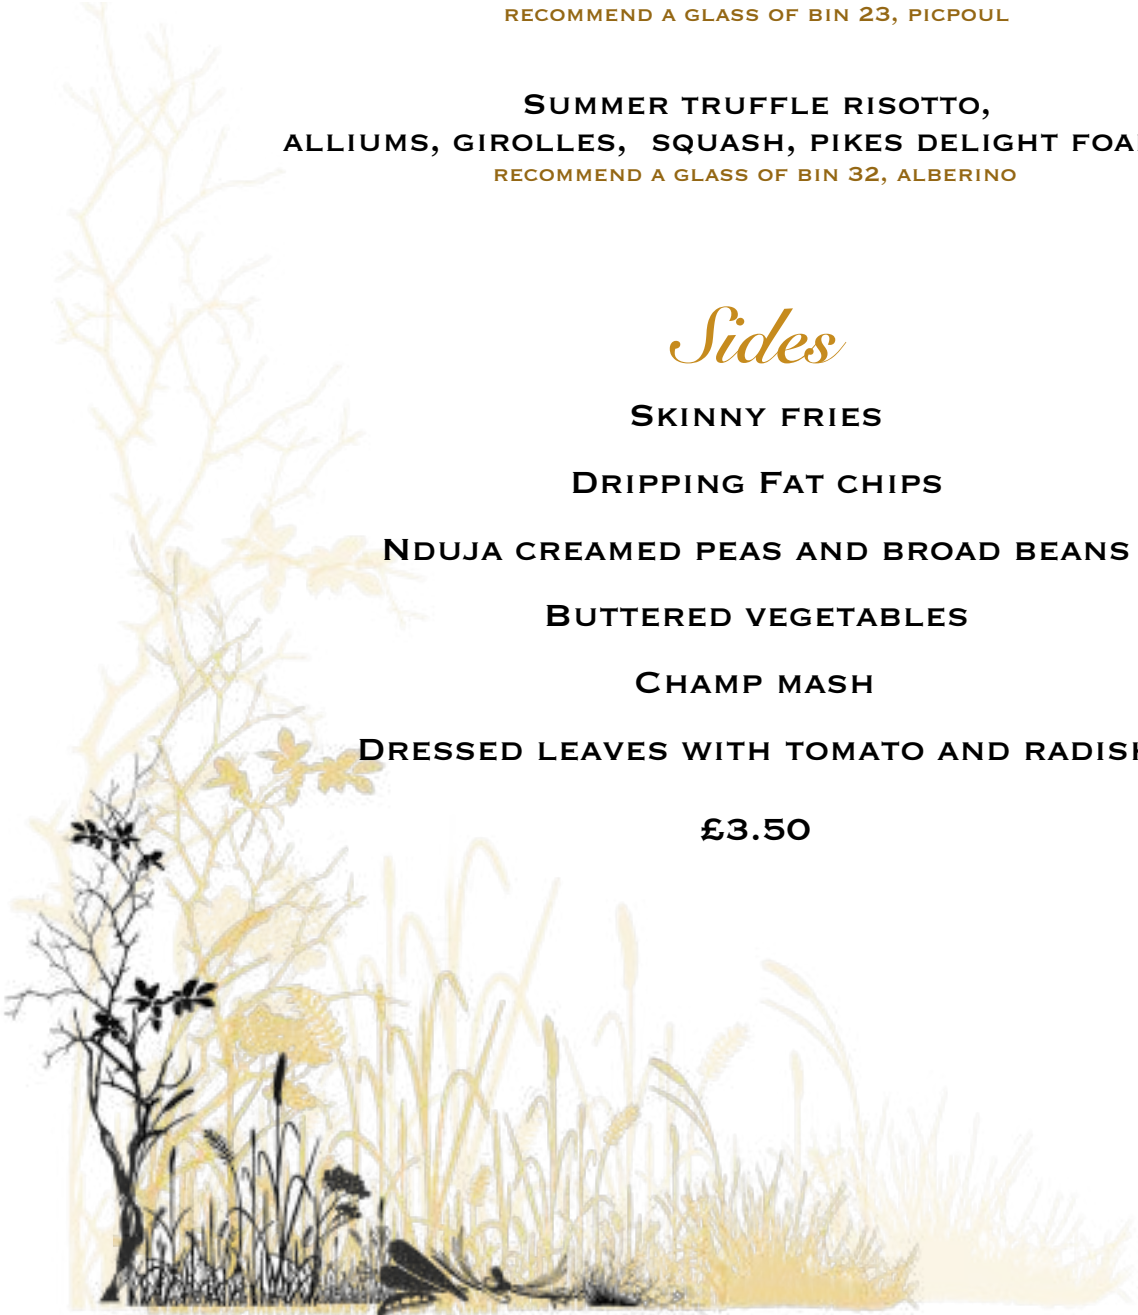 RECOMMEND A GLASS OF BIN 23, PICPOUL
SUMMER TRUFFLE RISOTTO,
ALLIUMS, GIROLLES, SQUASH, PIKES DELIGHT
RECOMMEND A GLASS OF BIN 32, ALBERINO
Sides
SKINNY FRIES
DRIPPING FAT CHIPS
NDUJA CREAMED PEAS AND BROAD BEANS
BUTTERED VEGETABLES
CHAMP MASH
DRESSED LEAVES WITH TOMATO AND RADISH
£3.50